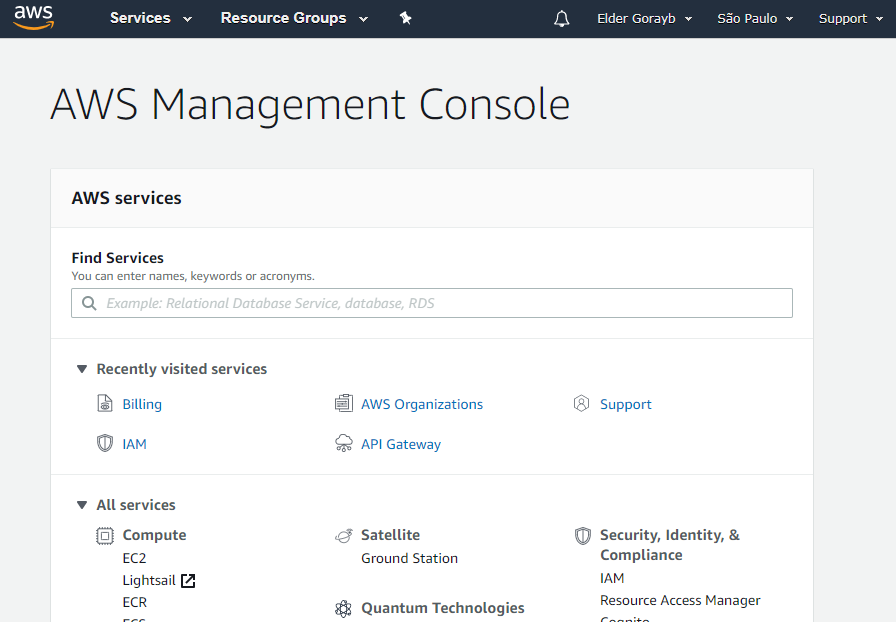 aws Services Resource Groups Elder Gorayb São Paulo Support
AWS Management Console
AWS services
Find Services
You can enter names, keywords or acronyms.
Example: Relational Database Service, database, RDS
Recently visited services
Billing AWS Organizations Support
IAM API Gateway
All services
Compute
EC2
Lightsail
ECR
ECS
Satellite
Ground Station
Quantum Technologies
Security, Identity, &
Compliance
IAM
Resource Access Manager
Cognito